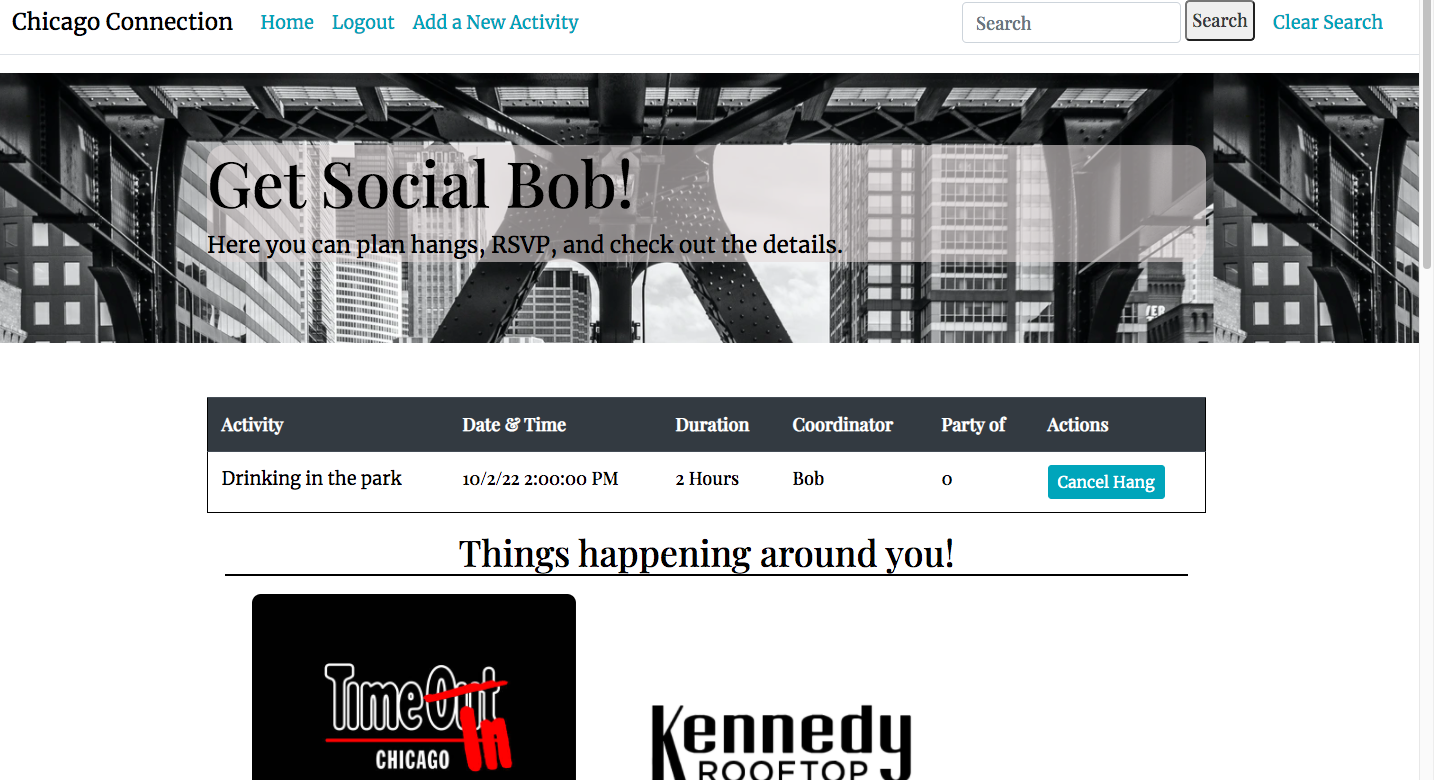 Chicago Connection Home Logout Add a New Activity Search Search Clear Search
Get Social Bob!
Here you can plan hangs, RSVP, and check out the details.
Activity Date & Time Duration Coordinator Party of Actions
Drinking in the park 10/2/22 2:00:00 PM 2 Hours Bob 0 Cancel Hang
Things happening around you!
Time Out In
CHICAGO
Kennedy
ROOFTOP